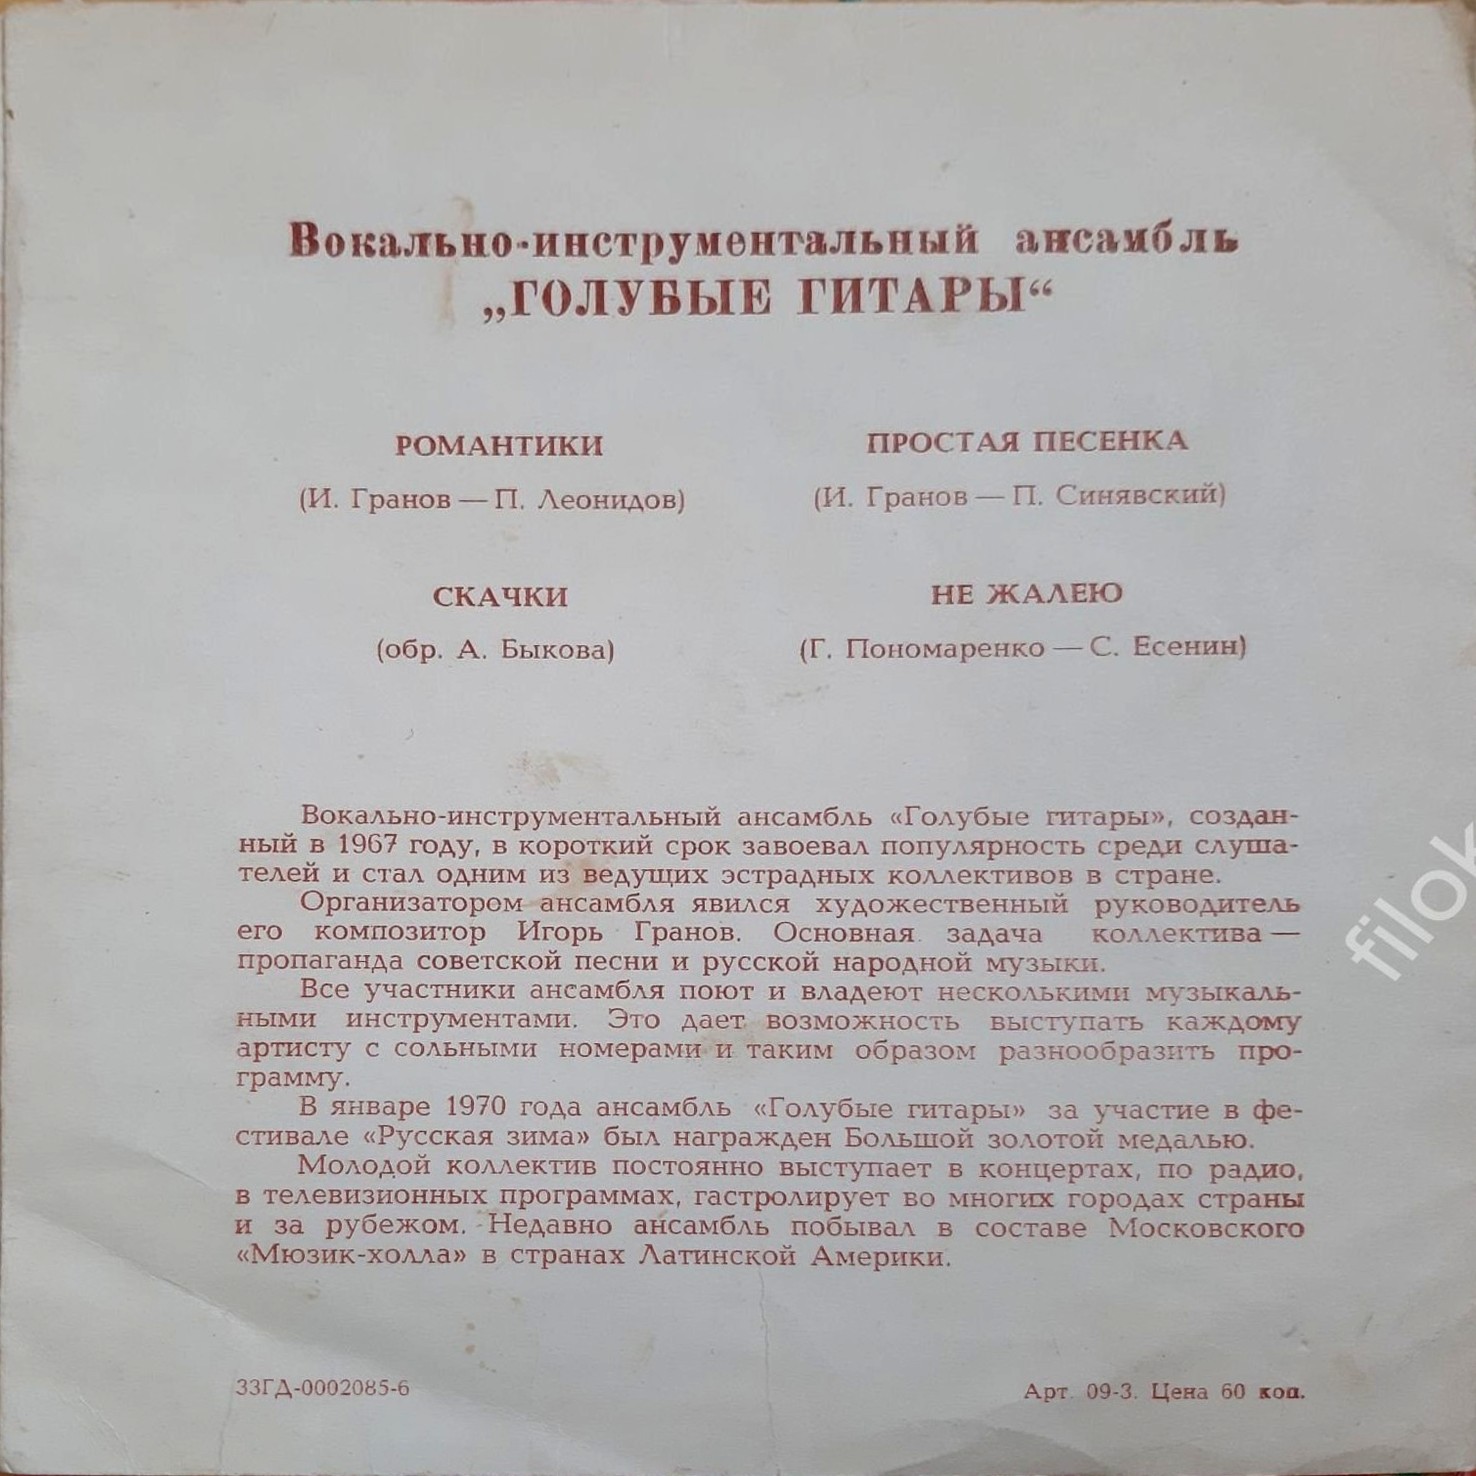 Вокально-инструментальный ансамбль
„ГОЛУБЫЕ ГИТАРЫ“
РОМАНТИКИ
(И. Гранов — П. Леонидов)
СКАЧКИ
(обр. А. Быкова)
ПРОСТАЯ ПЕСЕНКА
(И. Гранов — П. Синявский)
НЕ ЖАЛЕЮ
(Г. Пономаренко — С. Есенин)
Вокально-инструментальный ансамбль «Голубые гитары», создан-
ный в 1967 году, в короткий срок завоевал популярность среди слуша-
телей и стал одним из ведущих эстрадных коллективов в стране.
Организатором ансамбля явился художественный руководитель
его композитор Игорь Гранов. Основная задача коллектива —
пропаганда советской песни и русской народной музыки.
Все участники ансамбля поют и владеют несколькими музыкаль-
ными инструментами. Это дает возможность выступать каждому
артисту с сольными номерами и таким образом разнообразить про-
грамму.
В январе 1970 года ансамбль «Голубые гитары» за участие в фе-
стивале «Русская зима» был награжден Большой золотой медалью.
Молодой коллектив постоянно выступает в концертах, по радио,
в телевизионных программах, гастролирует во многих городах страны
и за рубежом. Недавно ансамбль побывал в составе Московского
«Мюзик-холла» в странах Латинской Америки.
33ГД-0002085-6
Арт. 09-3. Цена 60 коп.
filok